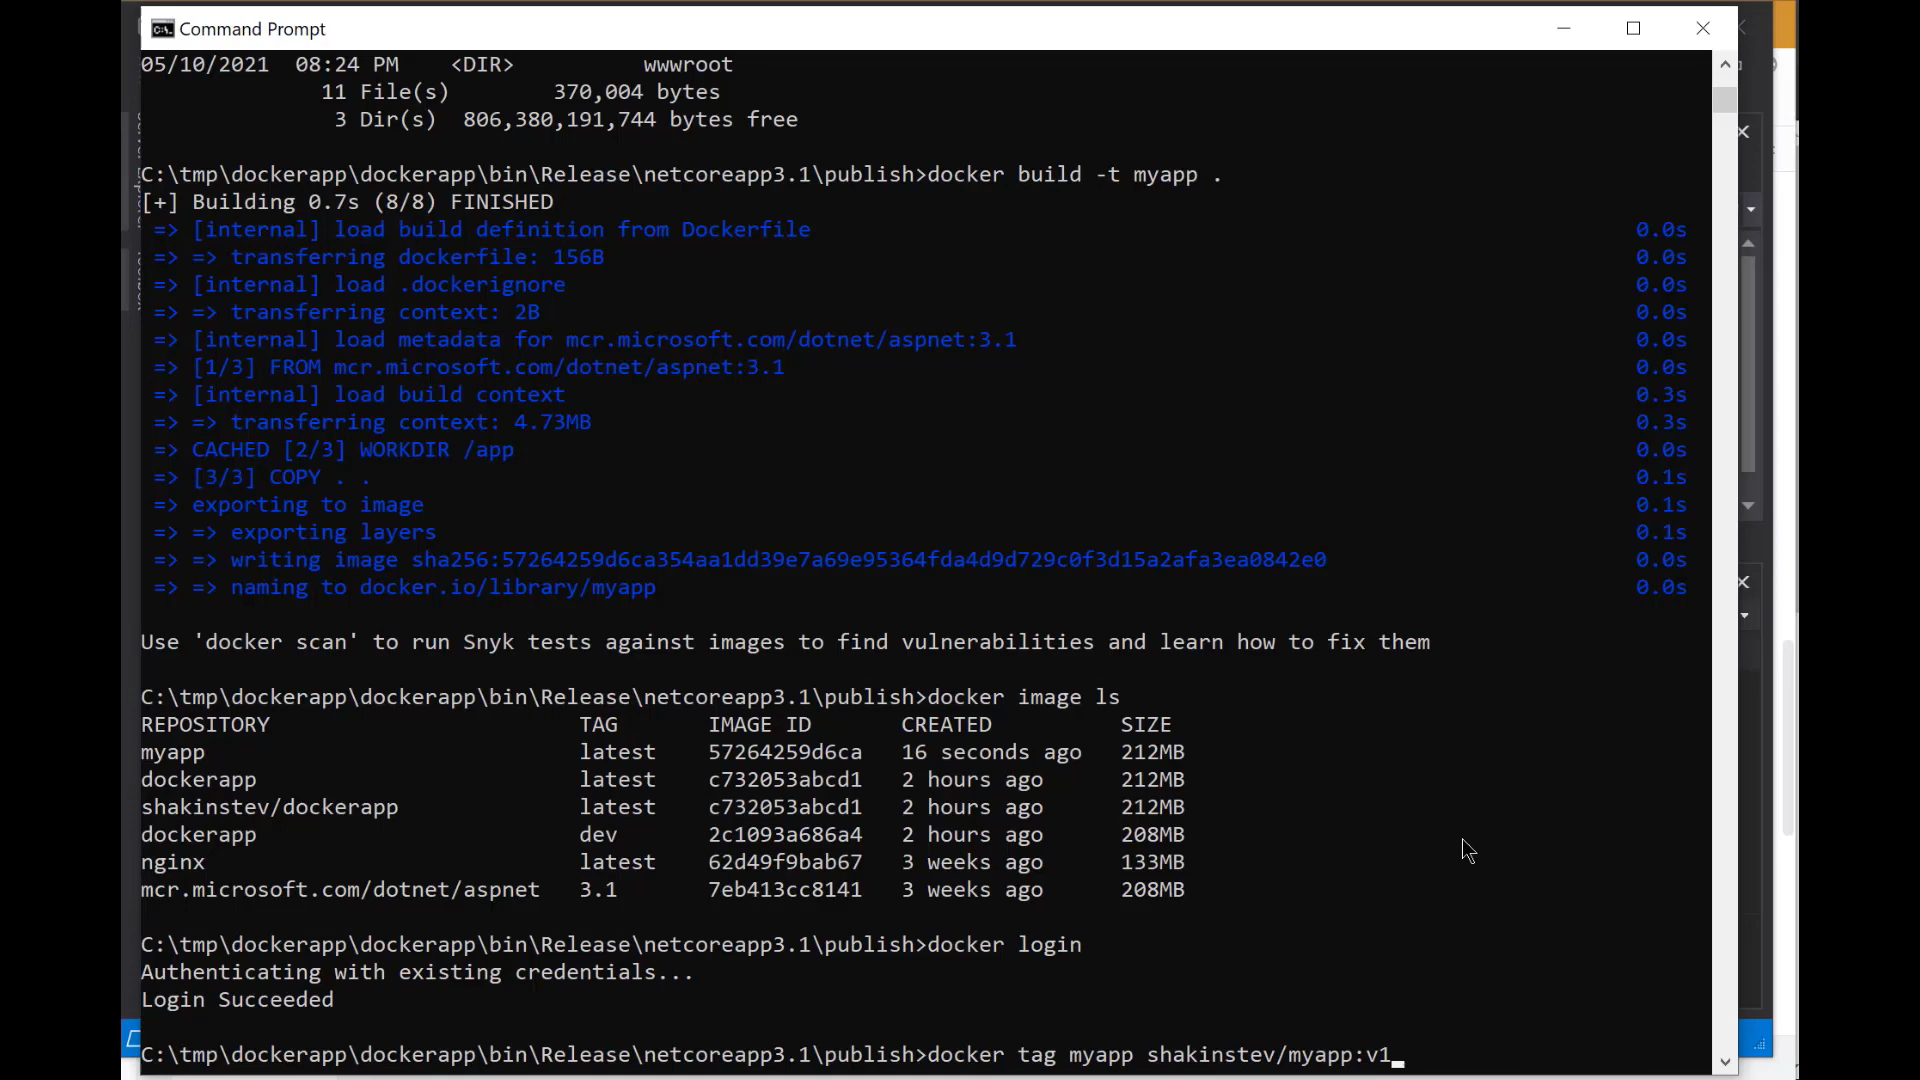 Command Prompt
05/10/2021  08:24 PM    <DIR>          wwwroot
              11 File(s)        370,004 bytes
               3 Dir(s)  806,380,191,744 bytes free
C:\tmp\dockerapp\dockerapp\bin\Release\netcoreapp3.1\publish>docker build -t myapp .
[+] Building 0.7s (8/8) FINISHED
 => [internal] load build definition from Dockerfile 0.0s
 => => transferring dockerfile: 156B 0.0s
 => [internal] load .dockerignore 0.0s
 => => transferring context: 2B 0.0s
 => [internal] load metadata for mcr.microsoft.com/dotnet/aspnet:3.1 0.0s
 => [1/3] FROM mcr.microsoft.com/dotnet/aspnet:3.1 0.0s
 => [internal] load build context 0.3s
 => => transferring context: 4.73MB 0.3s
 => CACHED [2/3] WORKDIR /app 0.0s
 => [3/3] COPY . . 0.1s
 => exporting to image 0.1s
 => => exporting layers 0.1s
 => => writing image sha256:57264259d6ca354aa1dd39e7a69e95364fda4d9d729c0f3d15a2afa3ea0842e0 0.0s
 => => naming to docker.io/library/myapp 0.0s
Use 'docker scan' to run Snyk tests against images to find vulnerabilities and learn how to fix them
C:\tmp\dockerapp\dockerapp\bin\Release\netcoreapp3.1\publish>docker image ls
REPOSITORY                        TAG       IMAGE ID       CREATED          SIZE
myapp                             latest    57264259d6ca   16 seconds ago   212MB
dockerapp                         latest    c732053abcd1   2 hours ago      212MB
shakinstev/dockerapp              latest    c732053abcd1   2 hours ago      212MB
dockerapp                         dev       2c1093a686a4   2 hours ago      208MB
nginx                             latest    62d49f9bab67   3 weeks ago      133MB
mcr.microsoft.com/dotnet/aspnet   3.1       7eb413cc8141   3 weeks ago      208MB
C:\tmp\dockerapp\dockerapp\bin\Release\netcoreapp3.1\publish>docker login
Authenticating with existing credentials...
Login Succeeded
C:\tmp\dockerapp\dockerapp\bin\Release\netcoreapp3.1\publish>docker tag myapp shakinstev/myapp:v1